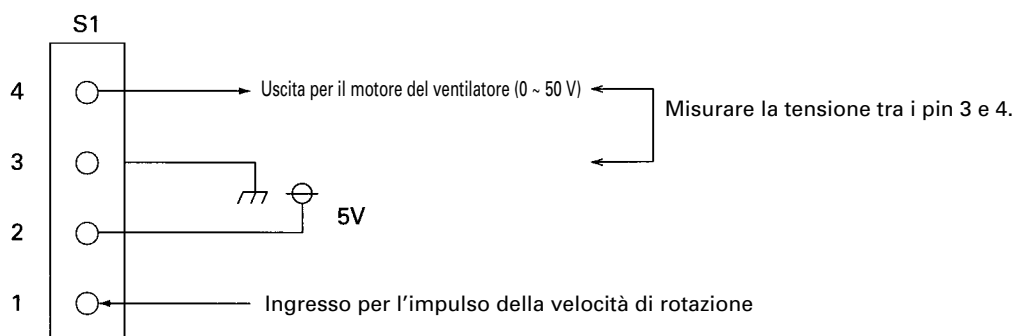 S1
4 Uscita per il motore del ventilatore (0 ~ 50 V)
Misurare la tensione tra i pin 3 e 4.
3
2 5V
1 Ingresso per l'impulso della velocità di rotazione